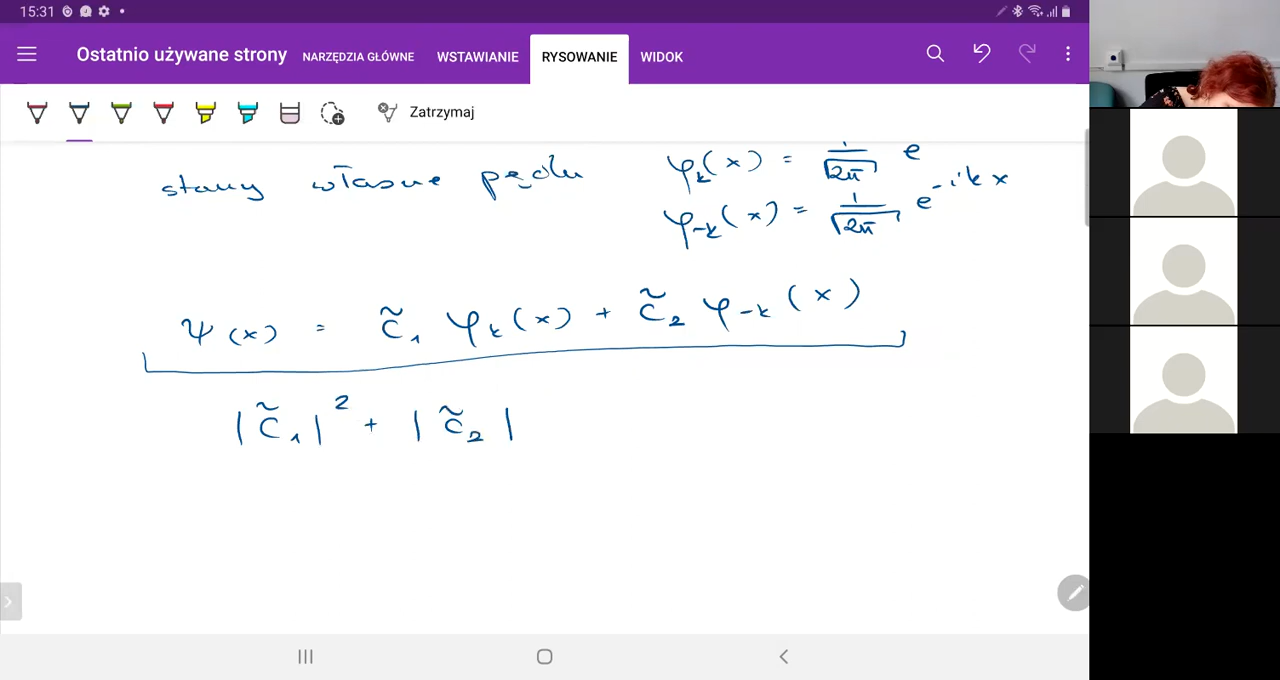 15:31
Ostatnio używane strony NARZĘDZIA GŁÓWNE WSTAWIANIE RYSOWANIE WIDOK
Zatrzymaj
stany własne pędu φₖ(x) = 1/√2π e
φ₋ₖ(x) = 1/√2π e^{-ikx}
ψ(x) = c̃₁ φₖ(x) + c̃₂ φ₋ₖ(x)
|c̃₁|² + |c̃₂|